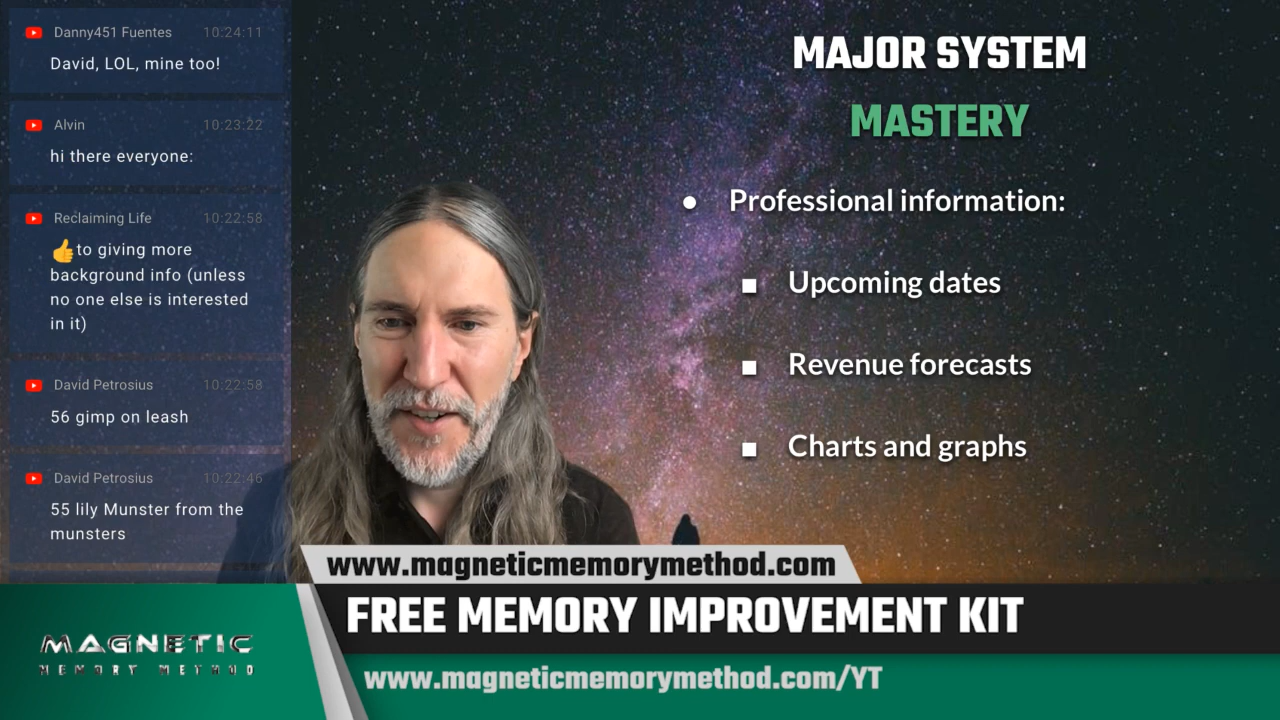 Danny451 Fuentes 10:24:11
David, LOL, mine too!
Alvin 10:23:22
hi there everyone:
Reclaiming Life 10:22:58
👍to giving more
background info (unless
no one else is interested
in it)
David Petrosius 10:22:58
56 gimp on leash
David Petrosius 10:22:46
55 lily Munster from the
munsters
MAJOR SYSTEM
MASTERY
• Professional information:
▪ Upcoming dates
▪ Revenue forecasts
▪ Charts and graphs
www.magneticmemorymethod.com
FREE MEMORY IMPROVEMENT KIT
www.magneticmemorymethod.com/YT
MAGNETIC
MEMORY METHOD